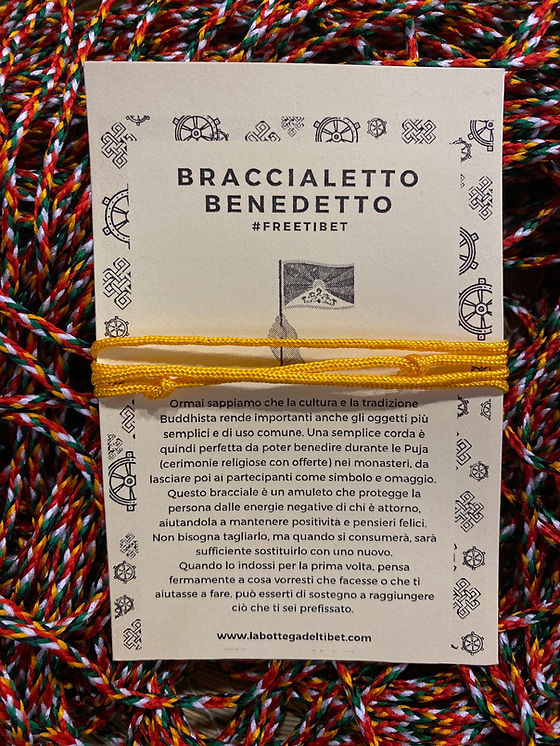 BRACCIALETTO
BENEDETTO
#FREETIBET
Ormai sappiamo che la cultura e la tradizione
Buddhista rende importanti anche gli oggetti più
semplici e di uso comune. Una semplice corda è
quindi perfetta da poter benedire durante le Puja
(cerimonie religiose con offerte) nei monasteri, da
lasciare poi ai partecipanti come simbolo e omaggio.
Questo bracciale è un amuleto che protegge la
persona dalle energie negative di chi è attorno,
aiutandola a mantenere positività e pensieri felici.
Non bisogna tagliarlo, ma quando si consumerà, sarà
sufficiente sostituirlo con uno nuovo.
Quando lo indossi per la prima volta, pensa
fermamente a cosa vorresti che facesse o che ti
aiutasse a fare, può esserti di sostegno a raggiungere
ciò che ti sei prefissato.
www.labottegadeltibet.com